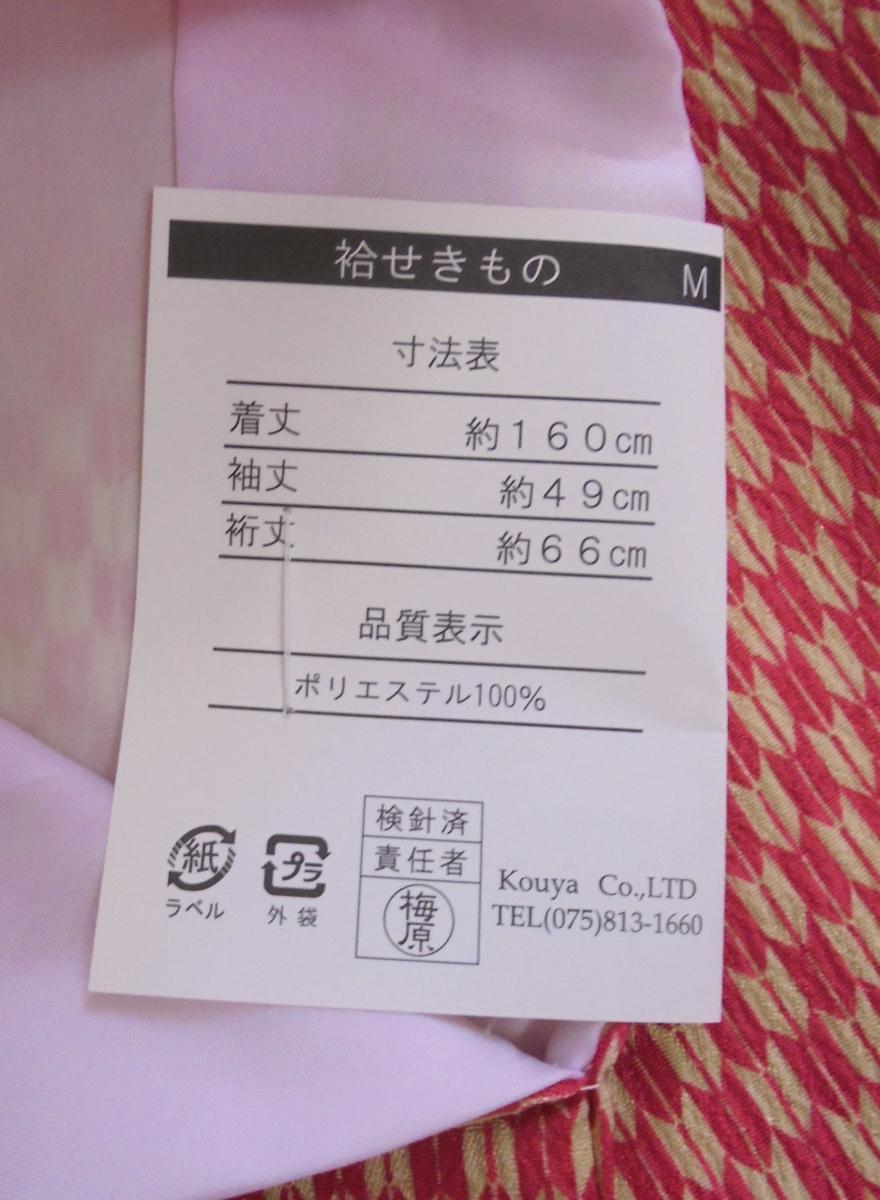 袷せきもの M
寸法表
着丈 約１６０㎝
袖丈 約４９㎝
裄丈 約６６㎝
品質表示
ポリエステル100%
紙
ラベル
プラ
外袋
検針済
責任者
梅原
Kouya Co.,LTD
TEL(075)813-1660